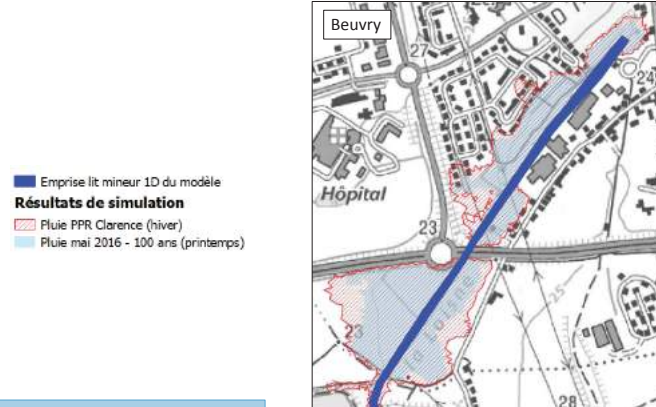 Emprise lit mineur 1D du modèle
Résultats de simulation
Pluie PPR Clarence (hiver)
Pluie mai 2016 - 100 ans (printemps)
Beuvry
27
24
Hôpital
23
23
la Loisne
25
28